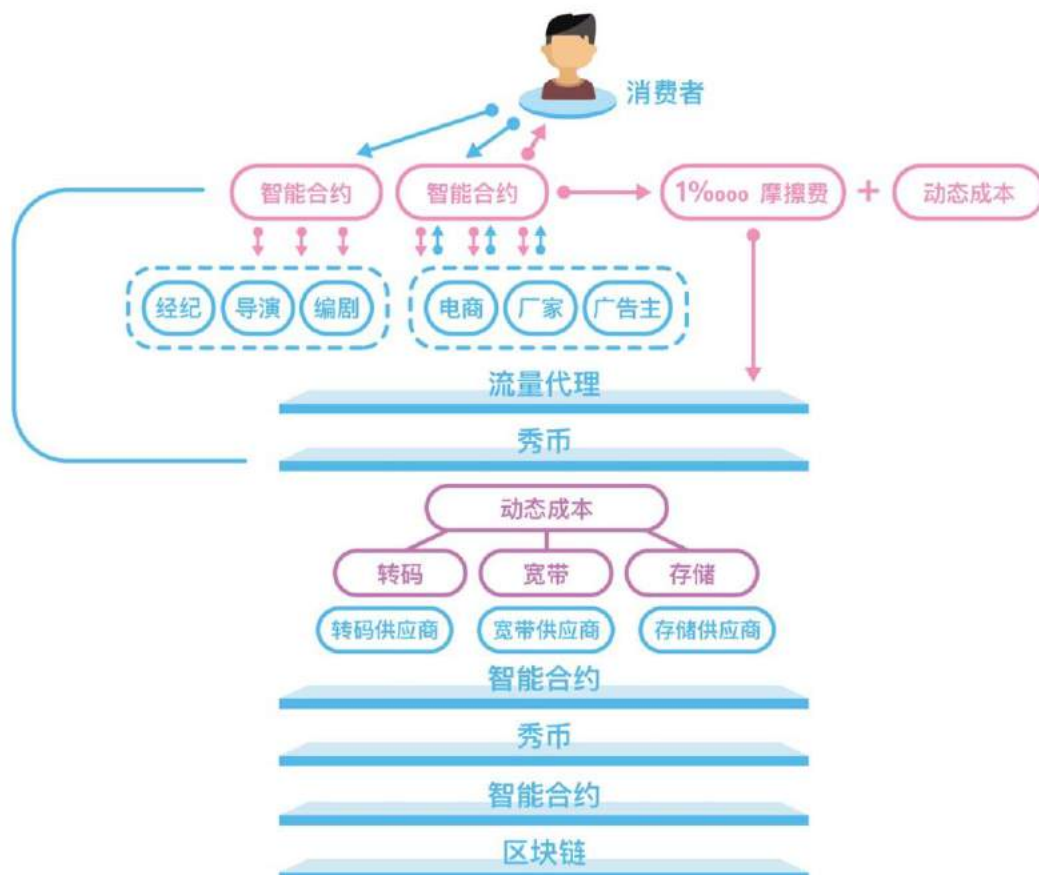 消费者
智能合约 智能合约 1%oooo 摩擦费 + 动态成本
经纪 导演 编剧 电商 厂家 广告主
流量代理
秀币
动态成本
转码 宽带 存储
转码供应商 宽带供应商 存储供应商
智能合约
秀币
智能合约
区块链